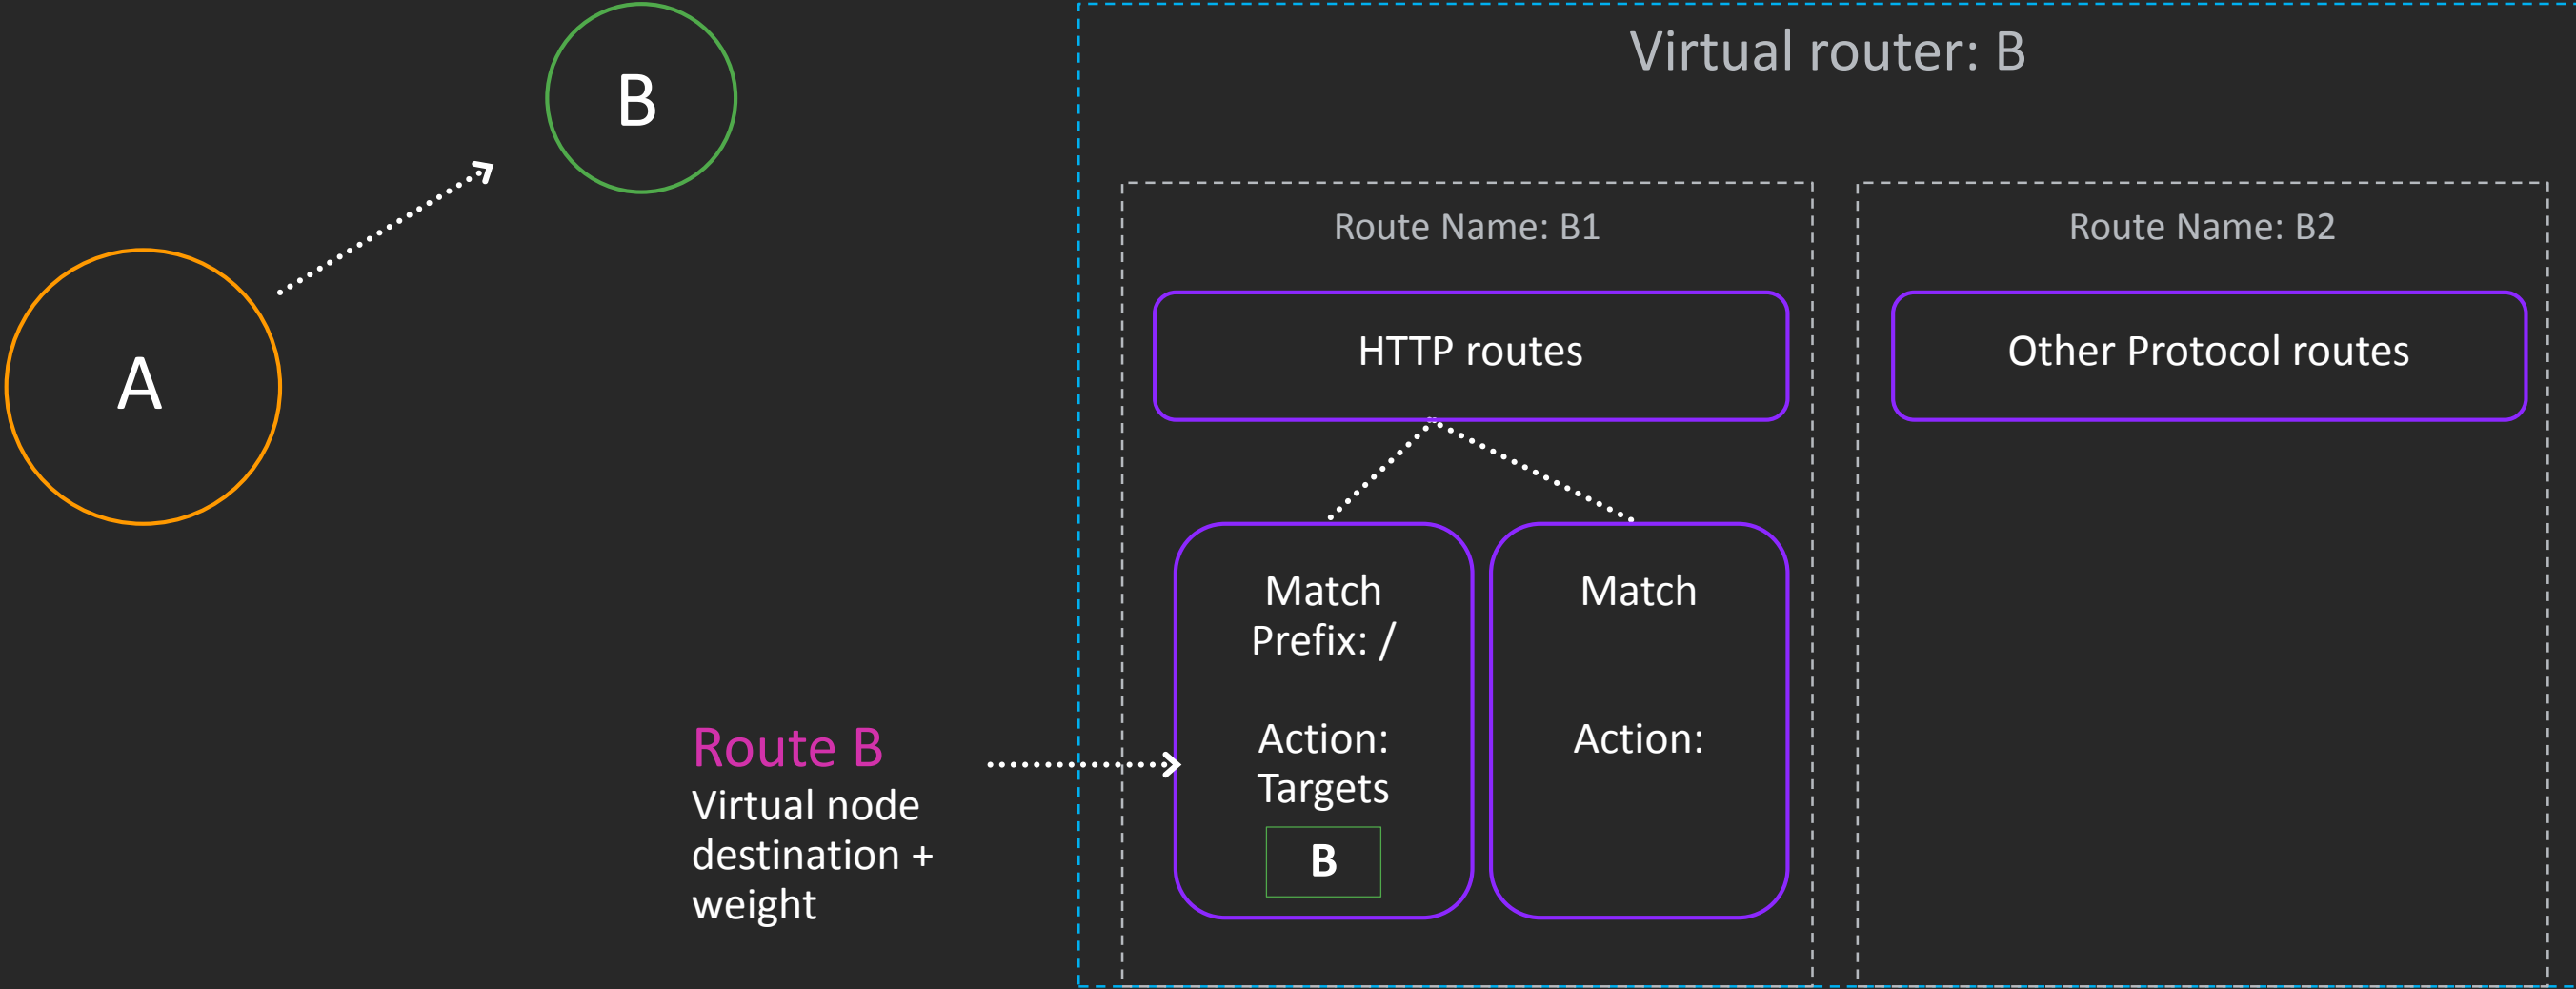 B
A
Route B
Virtual node
destination +
weight
Virtual router: B
Route Name: B1
HTTP routes
Match
Prefix: /
Action:
Targets
B
Match
Action:
Route Name: B2
Other Protocol routes